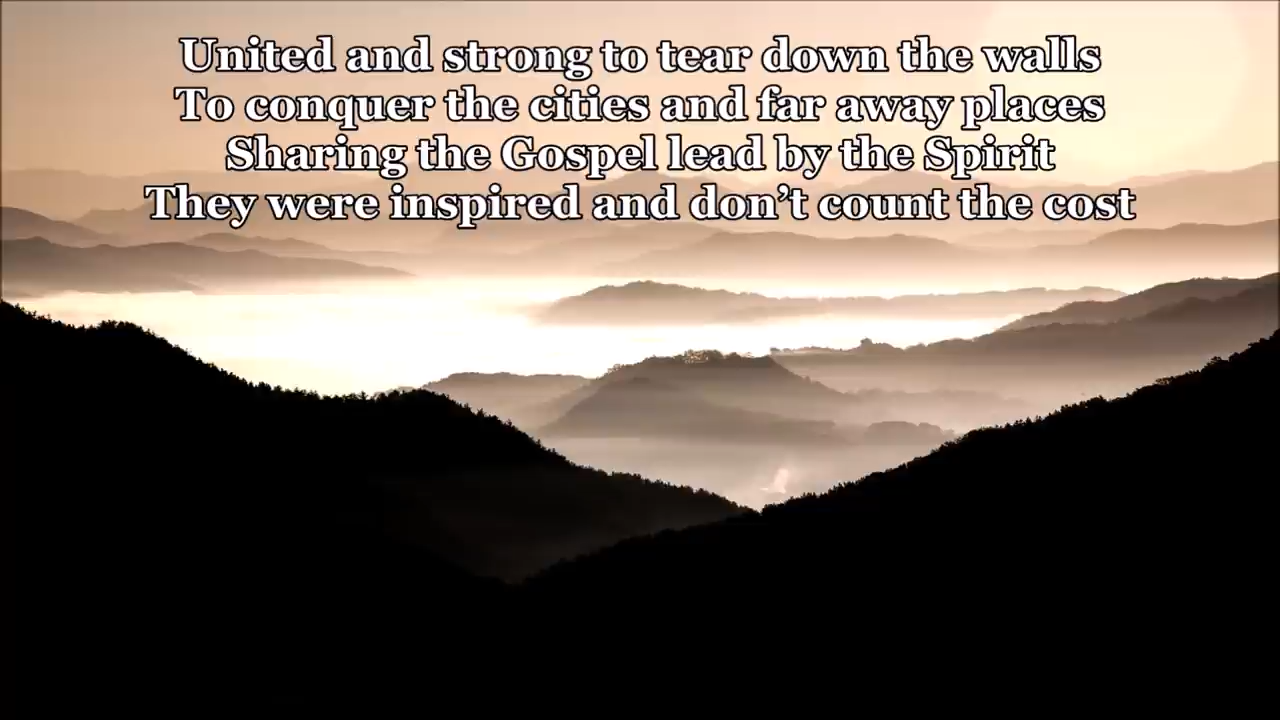 United and strong to tear down the walls
To conquer the cities and far away places
Sharing the Gospel lead by the Spirit
They were inspired and don’t count the cost